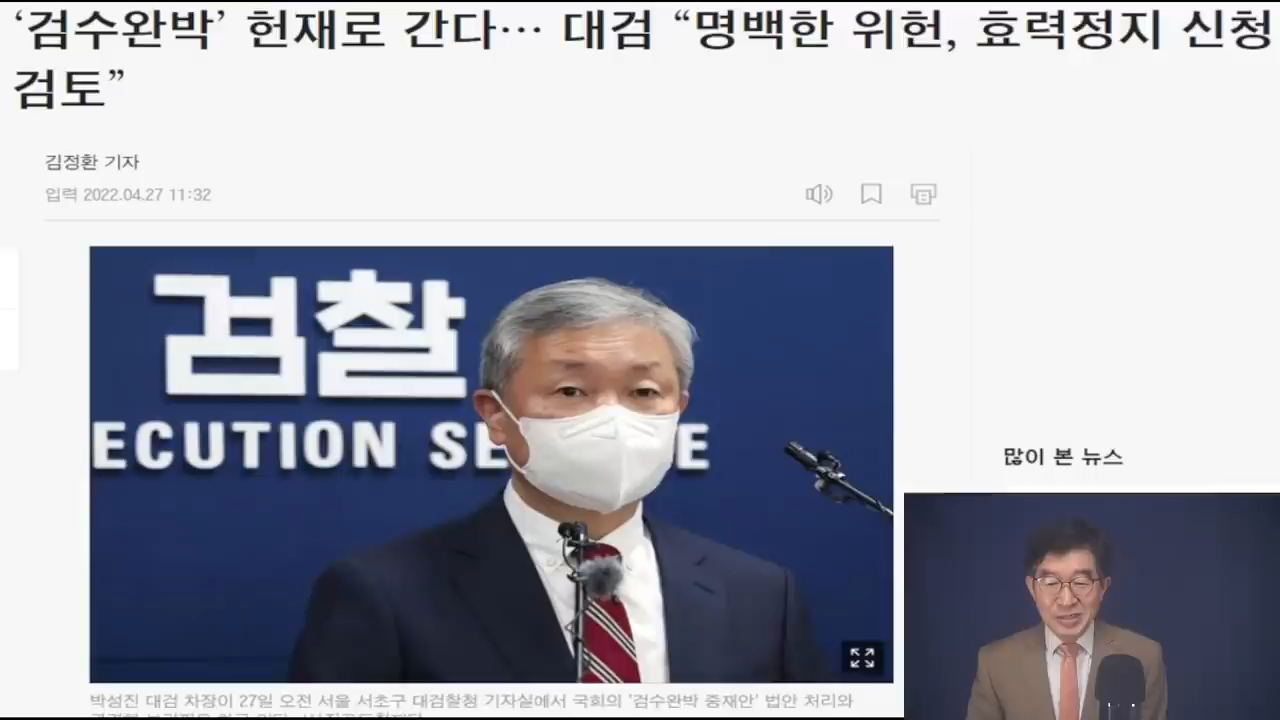 ‘검수완박’ 헌재로 간다… 대검 “명백한 위헌, 효력정지 신청
검토”
김정환 기자
입력 2022.04.27 11:32
검찰
ECUTION SE E
많이 본 뉴스
박성진 대검 차장이 27일 오전 서울 서초구 대검찰청 기자실에서 국회의 '검수완박 중재안' 법안 처리와